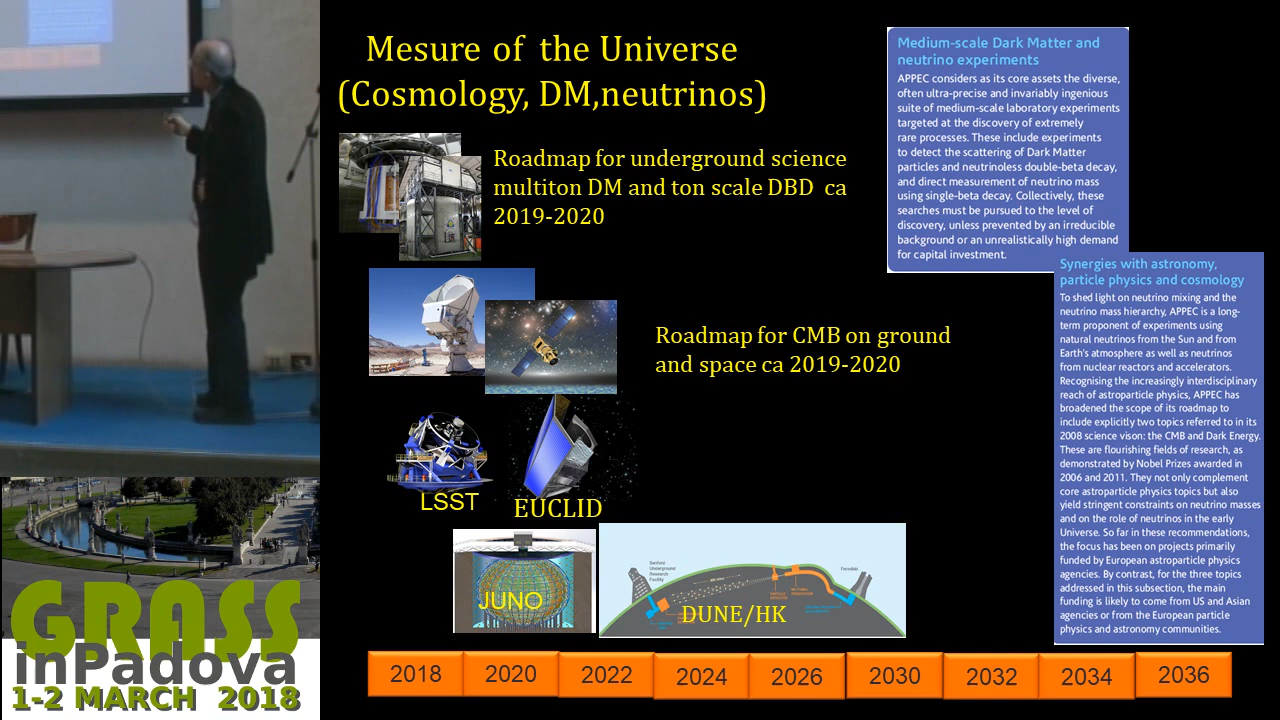 Mesure of the Universe
(Cosmology, DM,neutrinos)
Roadmap for underground science
multiton DM and ton scale DBD ca
2019-2020
Roadmap for CMB on ground
and space ca 2019-2020
LSST
EUCLID
JUNO
Sanford
Underground
Research
Facility
Fermilab
DUNE/HK
Medium-scale Dark Matter and
neutrino experiments
APPEC considers as its core assets the diverse,
often ultra-precise and invariably ingenious
suite of medium-scale laboratory experiments
targeted at the discovery of extremely
rare processes. These include experiments
to detect the scattering of Dark Matter
particles and neutrinoless double-beta decay,
and direct measurement of neutrino mass
using single-beta decay. Collectively, these
searches must be pursued to the level of
discovery, unless prevented by an irreducible
background or an unrealistically high demand
for capital investment.
Synergies with astronomy,
particle physics and cosmology
To shed light on neutrino mixing and the
neutrino mass hierarchy, APPEC is a long-
term proponent of experiments using
natural neutrinos from the Sun and from
Earth's atmosphere as well as neutrinos
from nuclear reactors and accelerators.
Recognising the increasingly interdisciplinary
reach of astroparticle physics, APPEC has
broadened the scope of its roadmap to
include explicitly two topics referred to in its
2008 science vison: the CMB and Dark Energy.
These are flourishing fields of research, as
demonstrated by Nobel Prizes awarded in
2006 and 2011. They not only complement
core astroparticle physics topics but also
yield stringent constraints on neutrino masses
and on the role of neutrinos in the early
Universe. So far in these recommendations,
the focus has been on projects primarily
funded by European astroparticle physics
agencies. By contrast, for the three topics
addressed in this subsection, the main
funding is likely to come from US and Asian
agencies or from the European particle
physics and astronomy communities.
2018 2020 2022 2024 2026 2030 2032 2034 2036
GRASS
inPadova
1-2 MARCH 2018